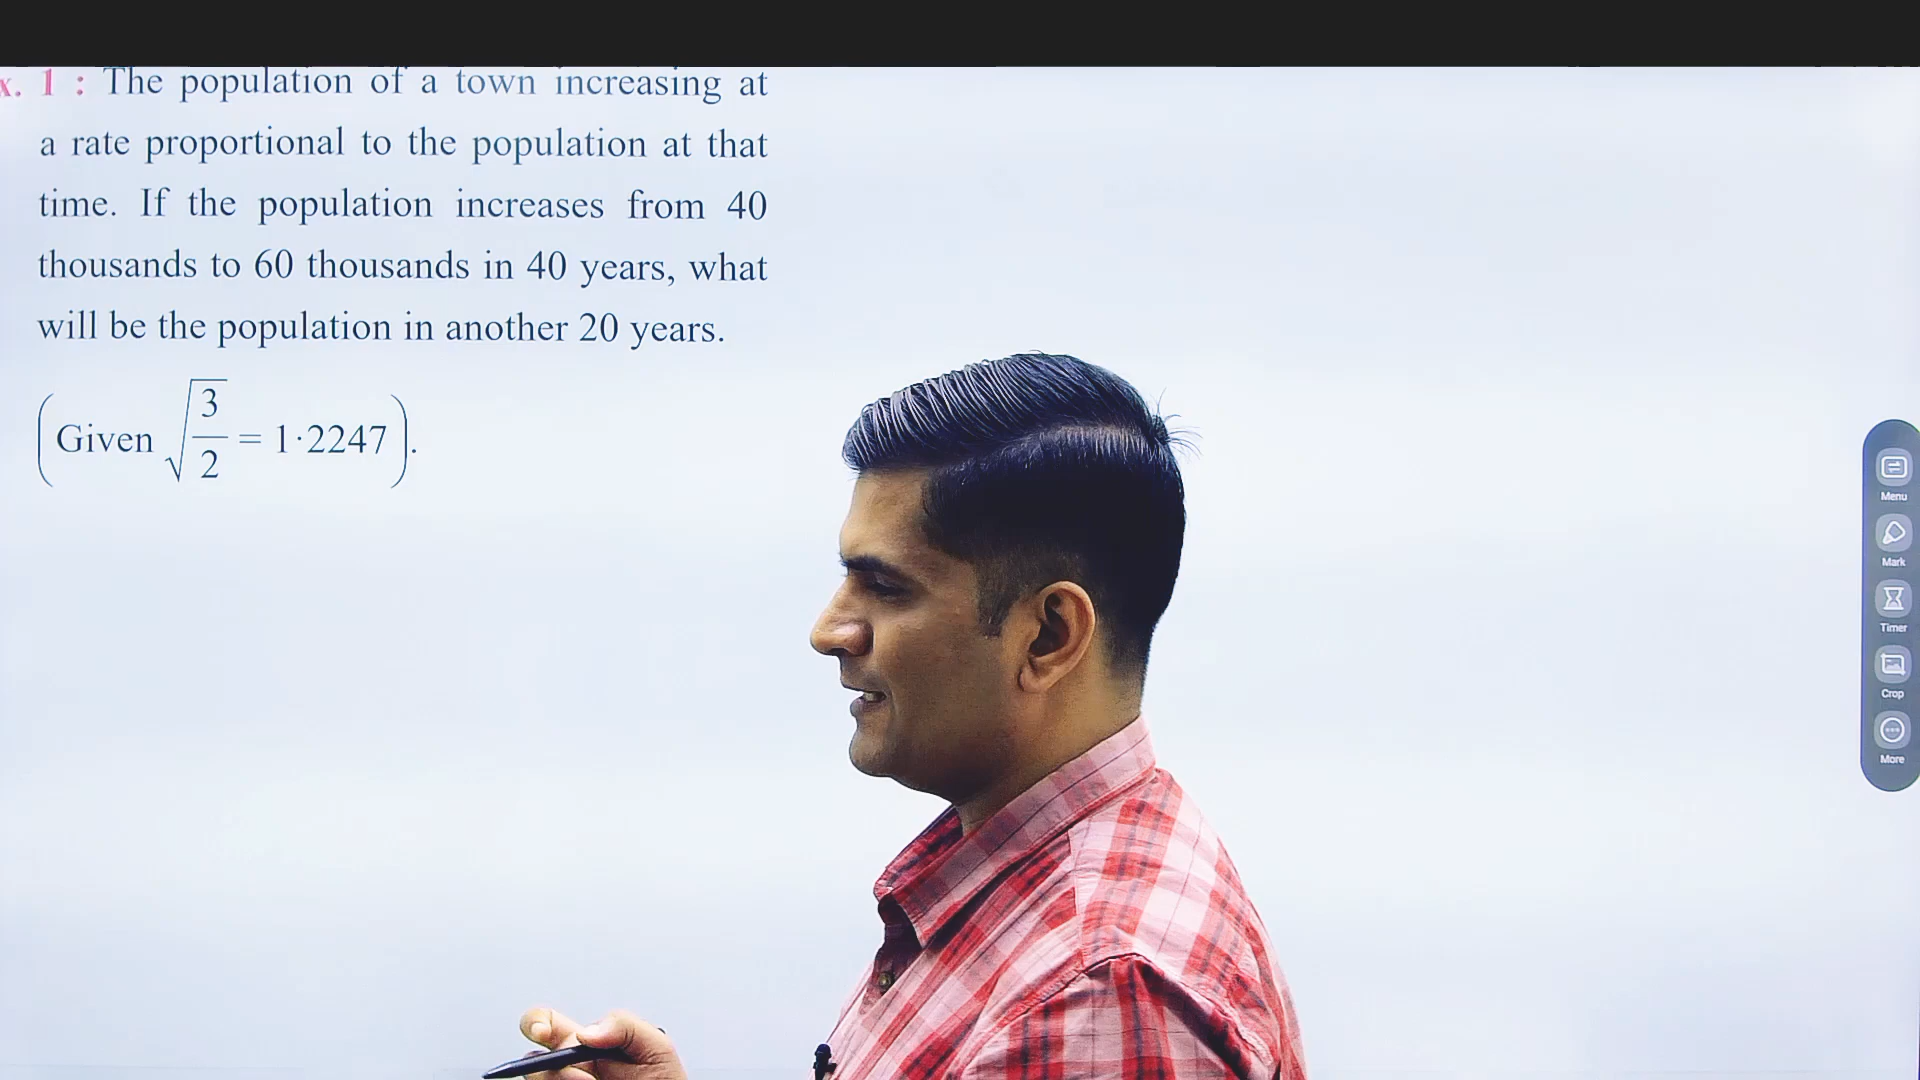 x. 1 : The population of a town increasing at
a rate proportional to the population at that
time. If the population increases from 40
thousands to 60 thousands in 40 years, what
will be the population in another 20 years.
(Given √(3/2) = 1·2247).
Menu
Mark
Timer
Crop
More